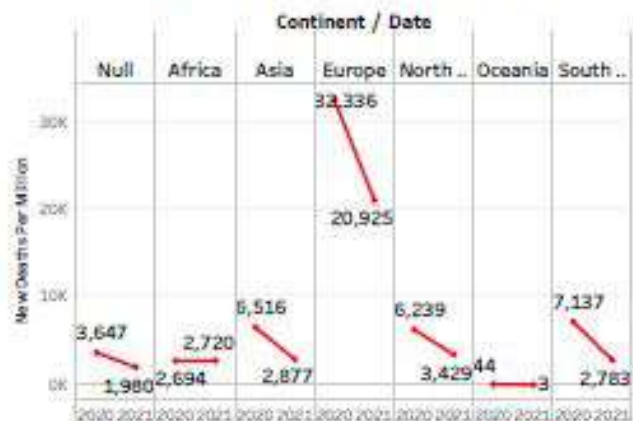 Continent / Date
Null Africa Asia Europe North .. Oceania South ..
New Deaths Per Million
30K
20K
10K
0K
3,647
1,980
2,694
2,720
6,516
2,877
32,336
20,925
6,239
3,429
44
3
7,137
2,783
2020 2021 2020 2021 2020 2021 2020 2021 2020 2021 2020 2021 2020 2021